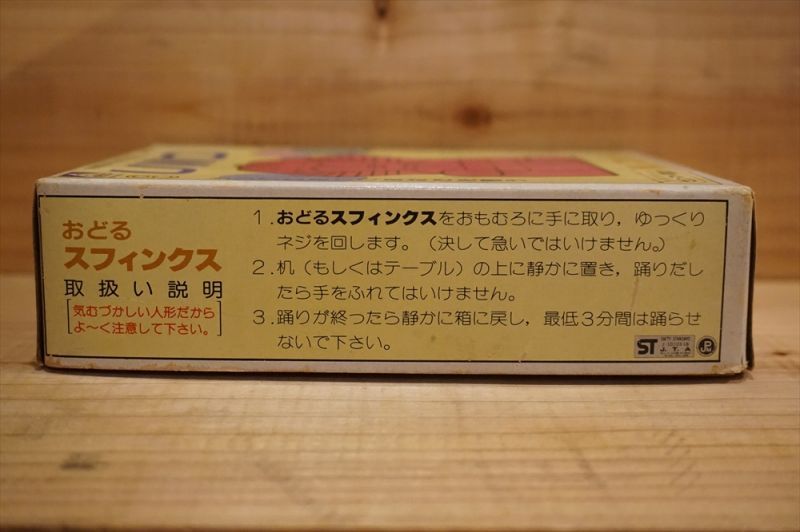 おどる
スフィンクス
取扱い説明
気むづかしい人形だから
よ〜く注意して下さい。
1.おどるスフィンクスをおもむろに手に取り，ゆっくり
ネジを回します。（決して急いではいけません。）
2.机（もしくはテーブル）の上に静かに置き，踊りだし
たら手をふれてはいけません。
3.踊りが終ったら静かに箱に戻し，最低3分間は踊らせ
ないで下さい。
ST
J.T.A